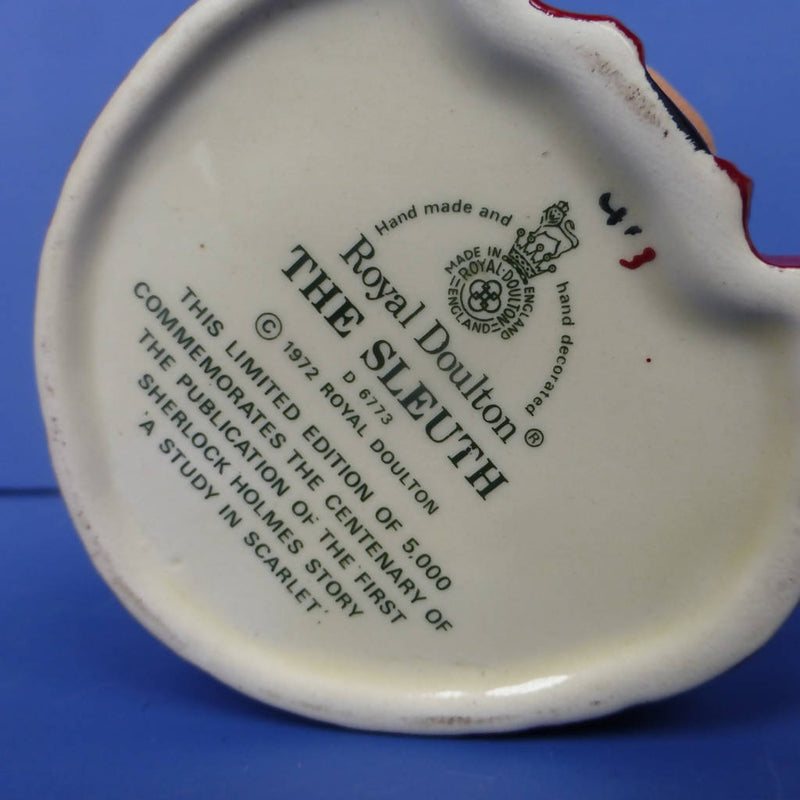 Hand made and
hand decorated
MADE IN
ENGLAND
ROYAL·DOULTON
ENGLAND
Royal Doulton ®
THE SLEUTH
D 6773
© 1972 ROYAL DOULTON
THIS LIMITED EDITION OF 5,000
COMMEMORATES THE CENTENARY OF
THE PUBLICATION OF THE FIRST
SHERLOCK HOLMES STORY
'A STUDY IN SCARLET'